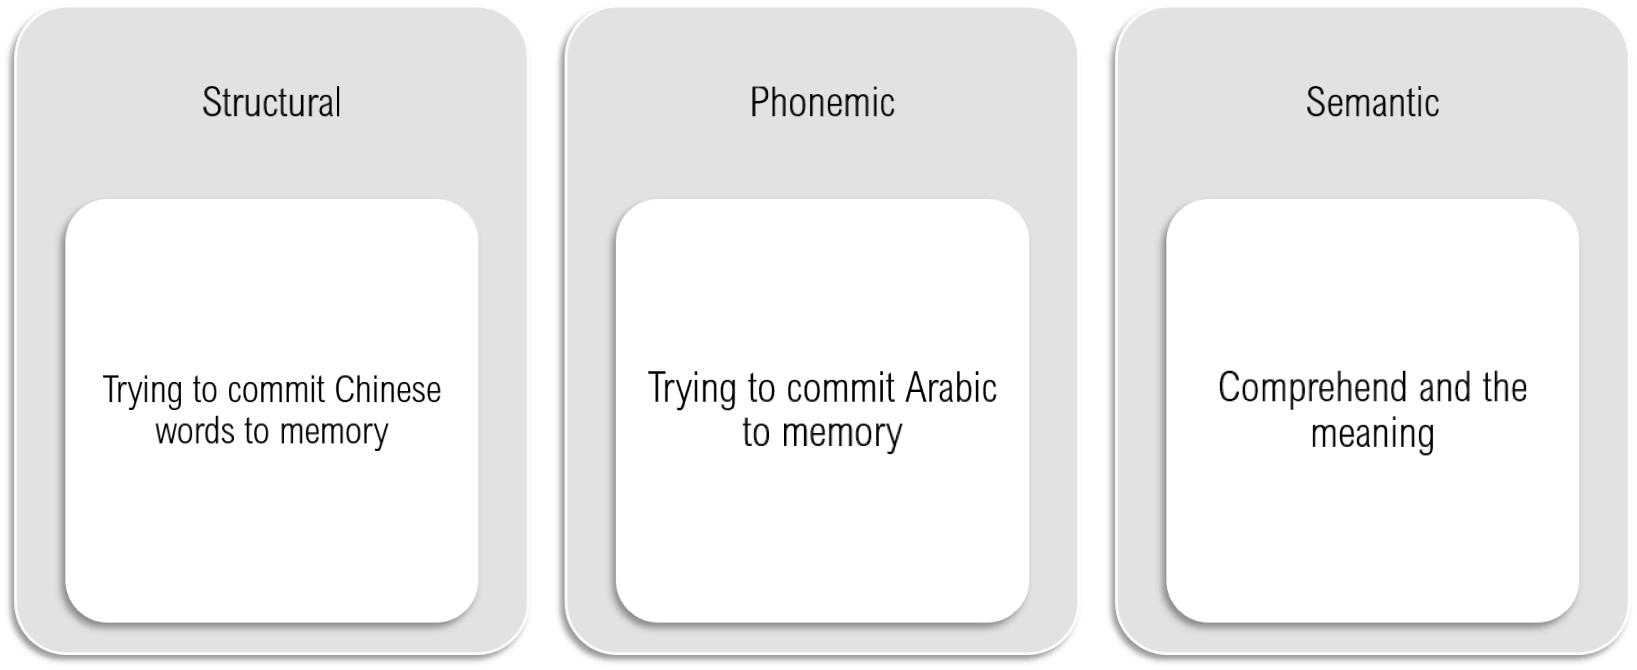 Structural
Trying to commit Chinese
words to memory
Phonemic
Trying to commit Arabic
to memory
Semantic
Comprehend and the
meaning